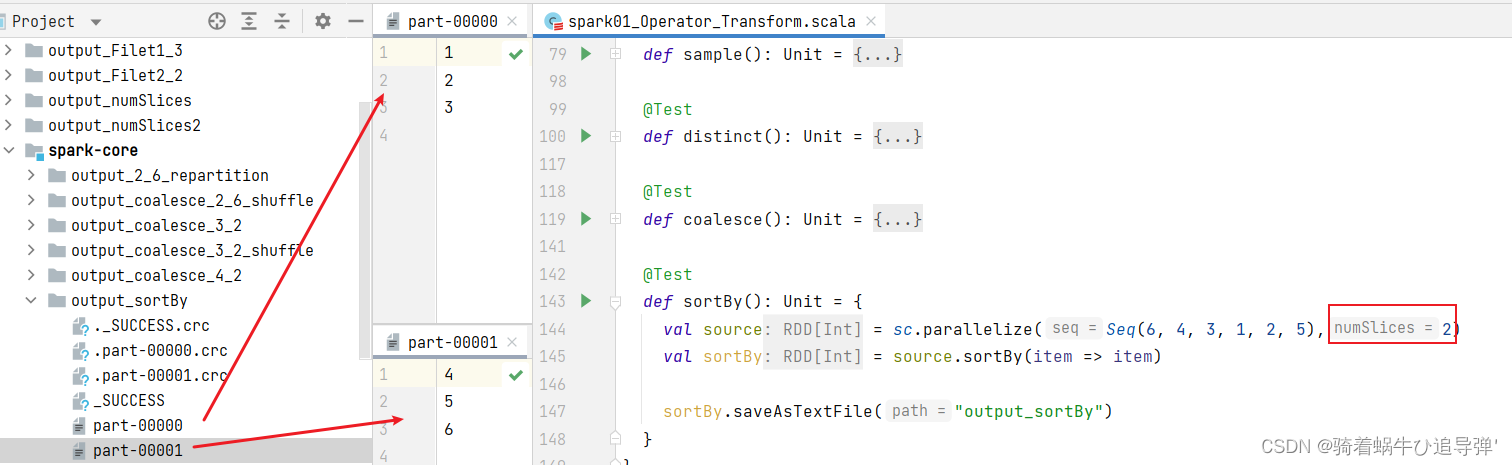 Project
output_Filet1_3
output_Filet2_2
output_numSlices
output_numSlices2
spark-core
output_2_6_repartition
output_coalesce_2_6_shuffle
output_coalesce_3_2
output_coalesce_3_2_shuffle
output_coalesce_4_2
output_sortBy
._SUCCESS.crc
.part-00000.crc
.part-00001.crc
_SUCCESS
part-00000
part-00001
part-00000
1 1
2 2
3 3
4
part-00001
1 4
2 5
3 6
4
spark01_Operator_Transform.scala
79 def sample(): Unit = {...}
98
99 @Test
100 def distinct(): Unit = {...}
117
118 @Test
119 def coalesce(): Unit = {...}
141
142 @Test
143 def sortBy(): Unit = {
144 val source: RDD[Int] = sc.parallelize( seq = Seq(6, 4, 3, 1, 2, 5), numSlices = 2)
145 val sortBy: RDD[Int] = source.sortBy(item => item)
146
147 sortBy.saveAsTextFile( path = "output_sortBy")
148 }
149 }
CSDN @骑着蜗牛ひ追导弹'